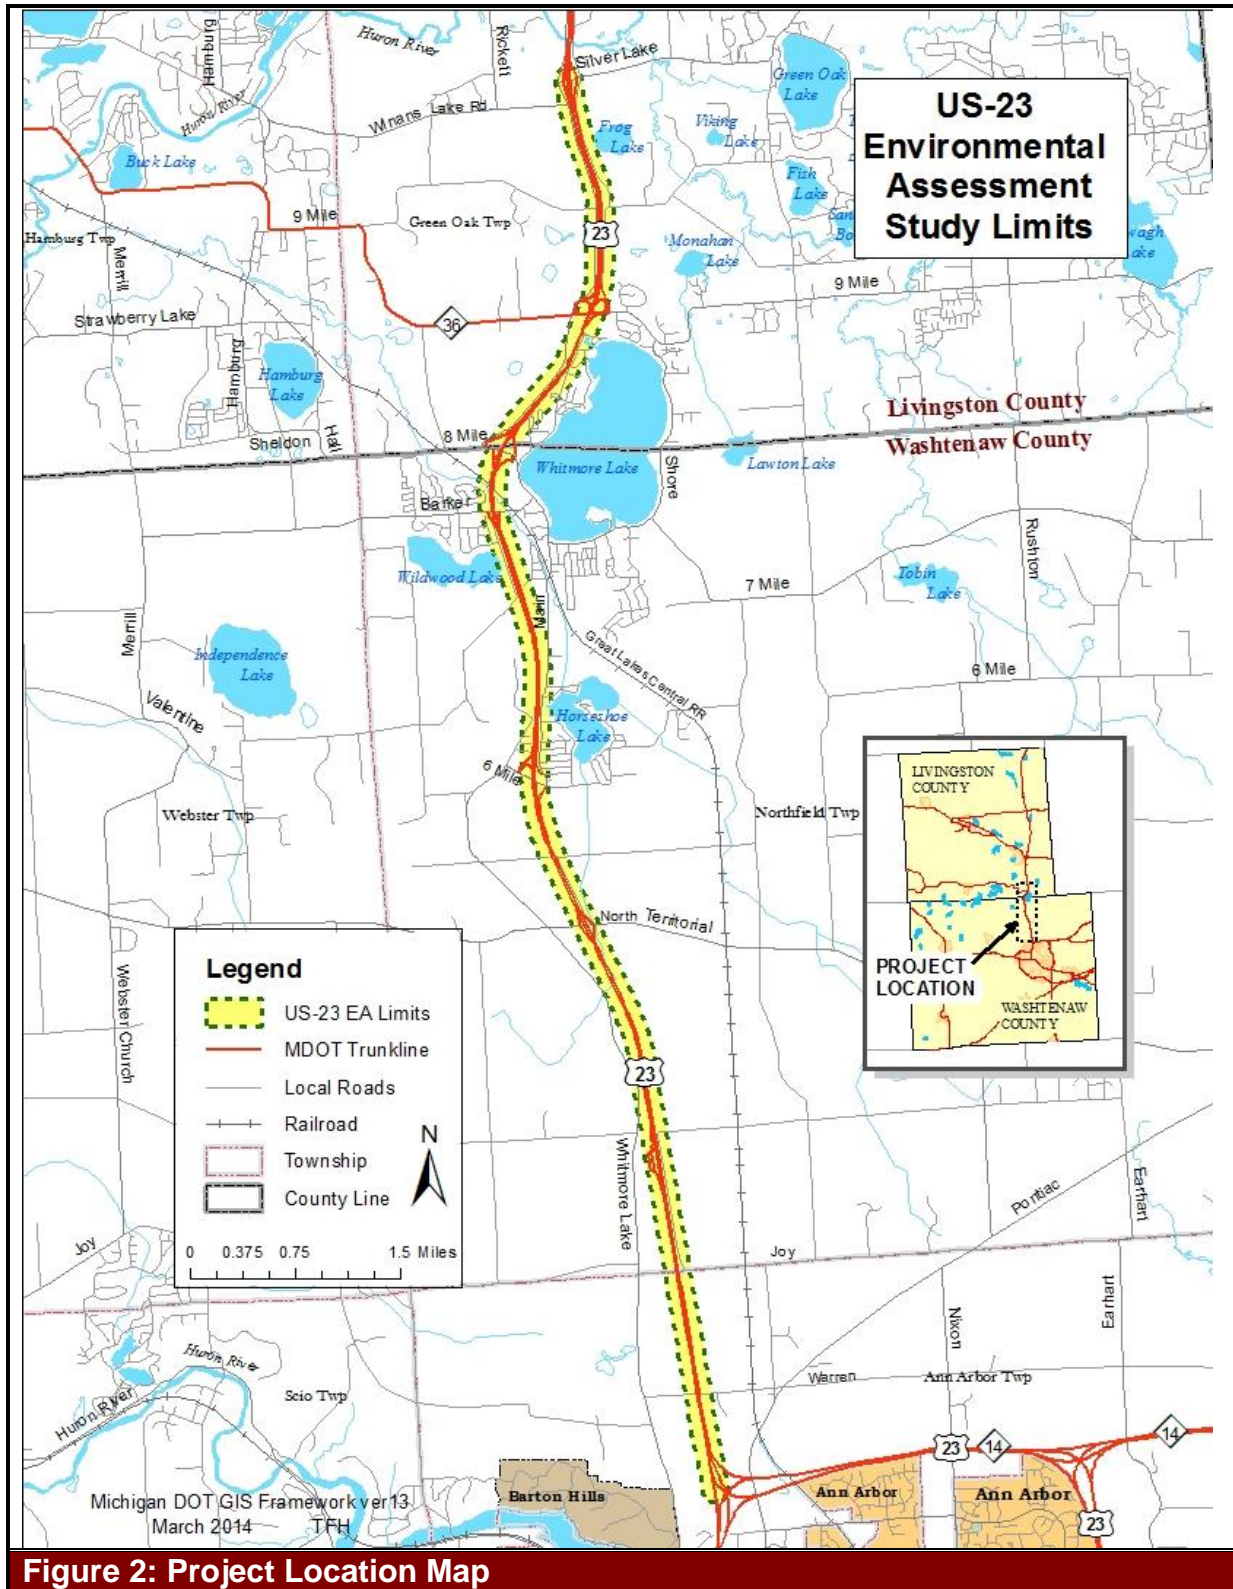 Hamburg
Huron River
Rickett
Silver Lake
Green Oak
Lake
US-23
Environmental
Assessment
Study Limits
Huron River
Winans Lake Rd
Frog
Lake
Viking
Lake
Buck Lake
Fish
Lake
9 Mile
Green Oak Twp
23
Hamburg Twp
Monahan
Lake
Merrill
9 Mile
Strawberry Lake
36
Hamburg
Hamburg
Lake
Livingston County
8 Mile
Sheldon
Hall
Washtenaw County
Whitmore Lake
Shore
Lawton Lake
Barker
Rushton
Wildwood Lake
Tobin
Lake
7 Mile
Main
Merrill
Great Lakes Central RR
Independence
Lake
6 Mile
Valentine
Horseshoe
Lake
6 Mile
LIVINGSTON
COUNTY
Webster Twp
Northfield Twp
North Territorial
PROJECT
LOCATION
WASHTENAW
COUNTY
Legend
US-23 EA Limits
MDOT Trunkline
Local Roads
Railroad
Township
County Line
N
0 0.375 0.75 1.5 Miles
Webster Church
23
Whitmore Lake
Pontiac
Earhart
Joy
Joy
Nixon
Earhart
Huron River
Scio Twp
Warren
Ann Arbor Twp
Huron River
23
14
14
Barton Hills
Ann Arbor
Ann Arbor
23
Michigan DOT GIS Framework ver13
March 2014 TFH
Figure 2: Project Location Map